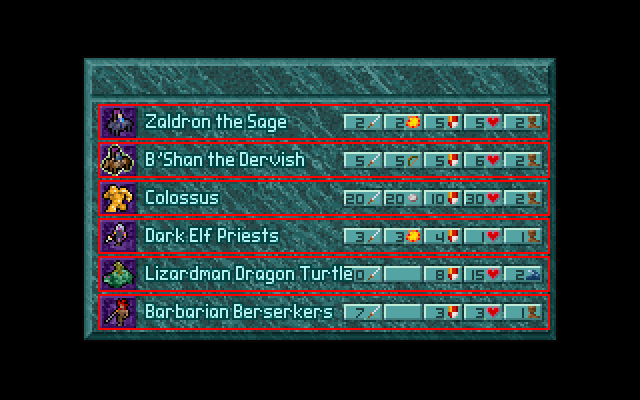 Zaldron the Sage 2 2 5 5 2
B'Shan the Dervish 5 5 5 6 2
Colossus 20 20 10 30 2
Dark Elf Priests 3 3 4 1 1
Lizardman Dragon Turtle 0 8 15 2
Barbarian Berserkers 7 3 3 1